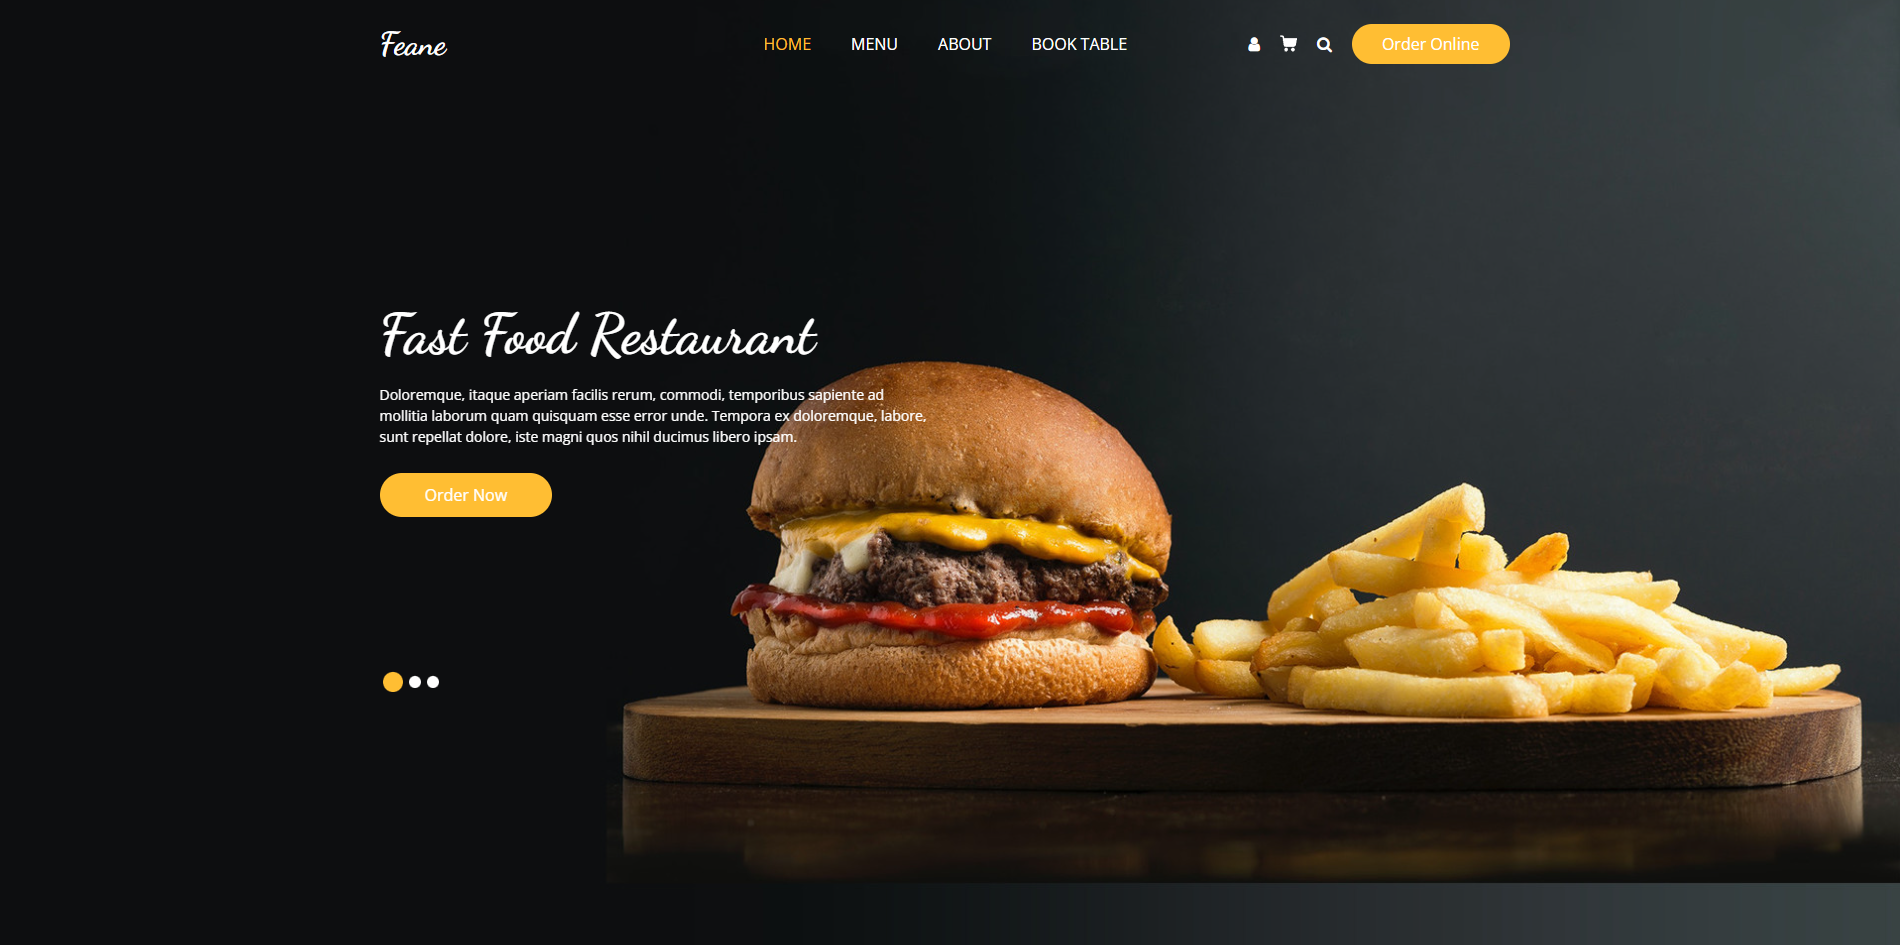 Feane
HOME MENU ABOUT BOOK TABLE Order Online
Fast Food Restaurant
Doloremque, itaque aperiam facilis rerum, commodi, temporibus sapiente ad
mollitia laborum quam quisquam esse error unde. Tempora ex doloremque, labore,
sunt repellat dolore, iste magni quos nihil ducimus libero ipsam.
Order Now